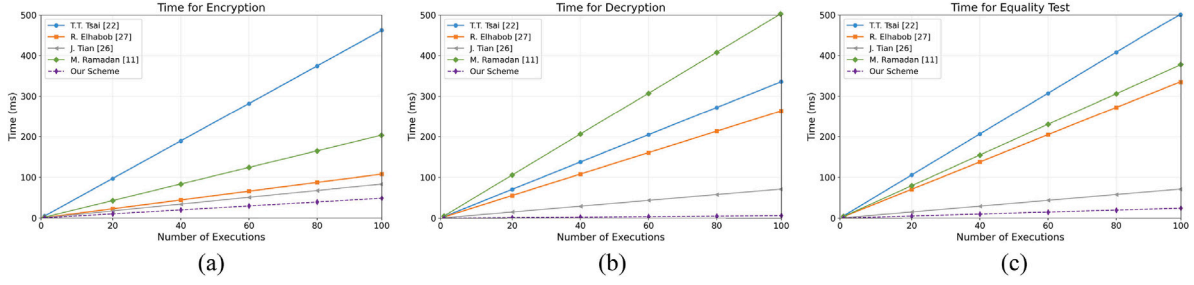 Time for Encryption
500
400
300
200
100
0
Time (ms)
T.T. Tsai [22]
R. Elhabob [27]
J. Tian [26]
M. Ramadan [11]
Our Scheme
0 20 40 60 80 100
Number of Executions
(a)
Time for Decryption
500
400
300
200
100
0
Time (ms)
T.T. Tsai [22]
R. Elhabob [27]
J. Tian [26]
M. Ramadan [11]
Our Scheme
0 20 40 60 80 100
Number of Executions
(b)
Time for Equality Test
500
400
300
200
100
0
Time (ms)
T.T. Tsai [22]
R. Elhabob [27]
J. Tian [26]
M. Ramadan [11]
Our Scheme
0 20 40 60 80 100
Number of Executions
(c)